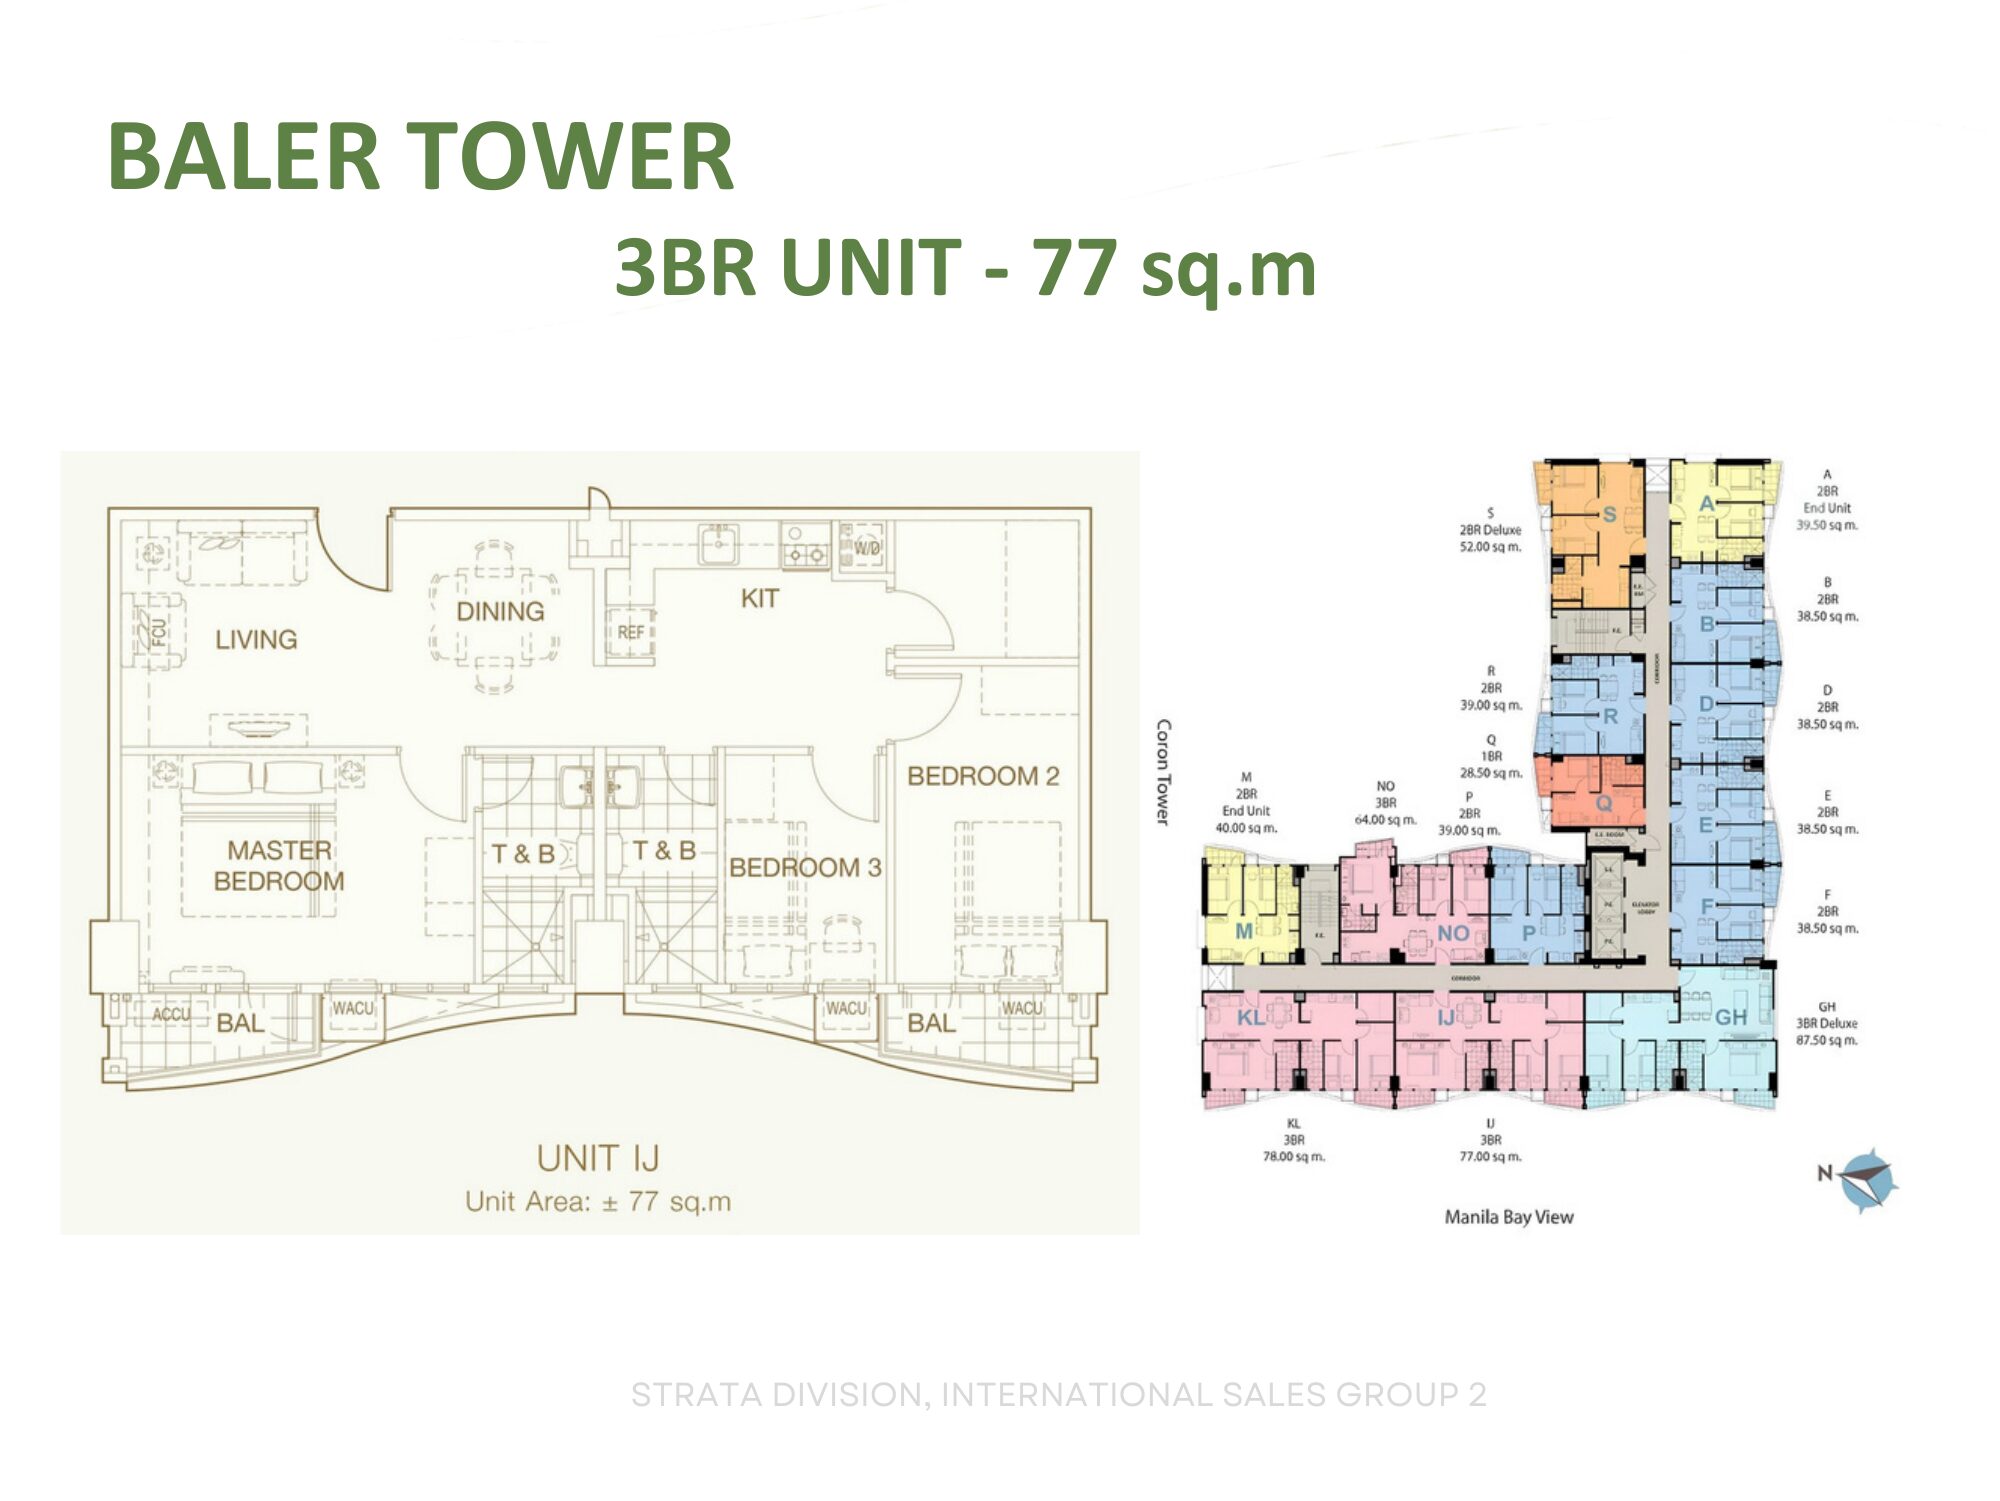 BALER TOWER
3BR UNIT - 77 sq.m
LIVING
FCU
DINING
REF
KIT
W/D
MASTER
BEDROOM
T & B
T & B
BEDROOM 3
BEDROOM 2
ACCU
BAL
WACU
WACU
BAL
WACU
UNIT IJ
Unit Area: ± 77 sq.m
Coron Tower
S
2BR Deluxe
52.00 sq m.
R
2BR
39.00 sq m.
Q
1BR
28.50 sq m.
P
2BR
39.00 sq m.
NO
3BR
64.00 sq m.
M
2BR
End Unit
40.00 sq m.
A
2BR
End Unit
39.50 sq m.
B
2BR
38.50 sq m.
D
2BR
38.50 sq m.
E
2BR
38.50 sq m.
F
2BR
38.50 sq m.
GH
3BR Deluxe
87.50 sq m.
S
A
B
R
D
Q
E
F
M
NO
P
KL
IJ
GH
CORRIDOR
CORRIDOR
ELEVATOR
LOBBY
F.E.
F.E.
KL
3BR
78.00 sq m.
IJ
3BR
77.00 sq m.
Manila Bay View
N
STRATA DIVISION, INTERNATIONAL SALES GROUP 2